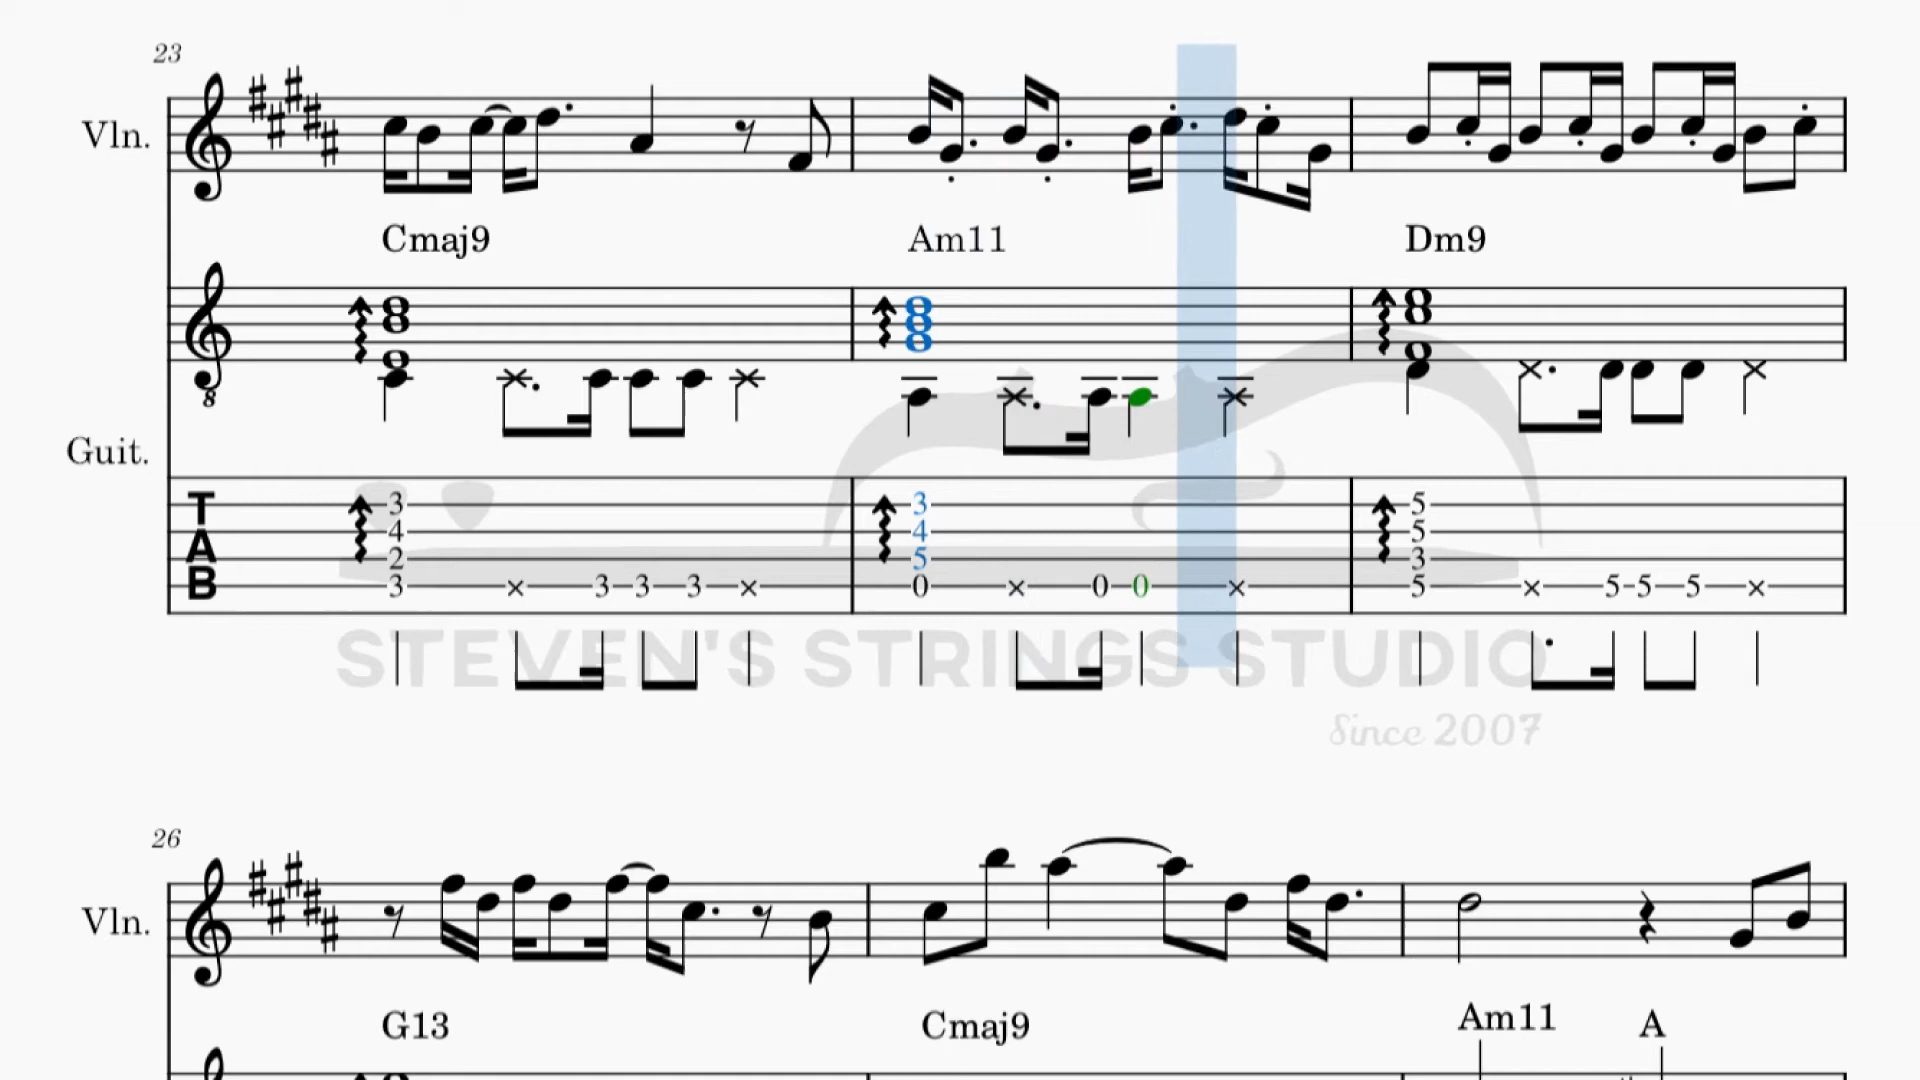 23
Vln.
Cmaj9 Am11 Dm9
8
Guit.
T 3 3 5
4 4 5
A 2 5 3
B 3 × 3 3 3 × 0 × 0 0 × 5 × 5 5 5 ×
STEVEN'S STRINGS STUDIO
Since 2007
26
Vln.
G13 Cmaj9 Am11 A